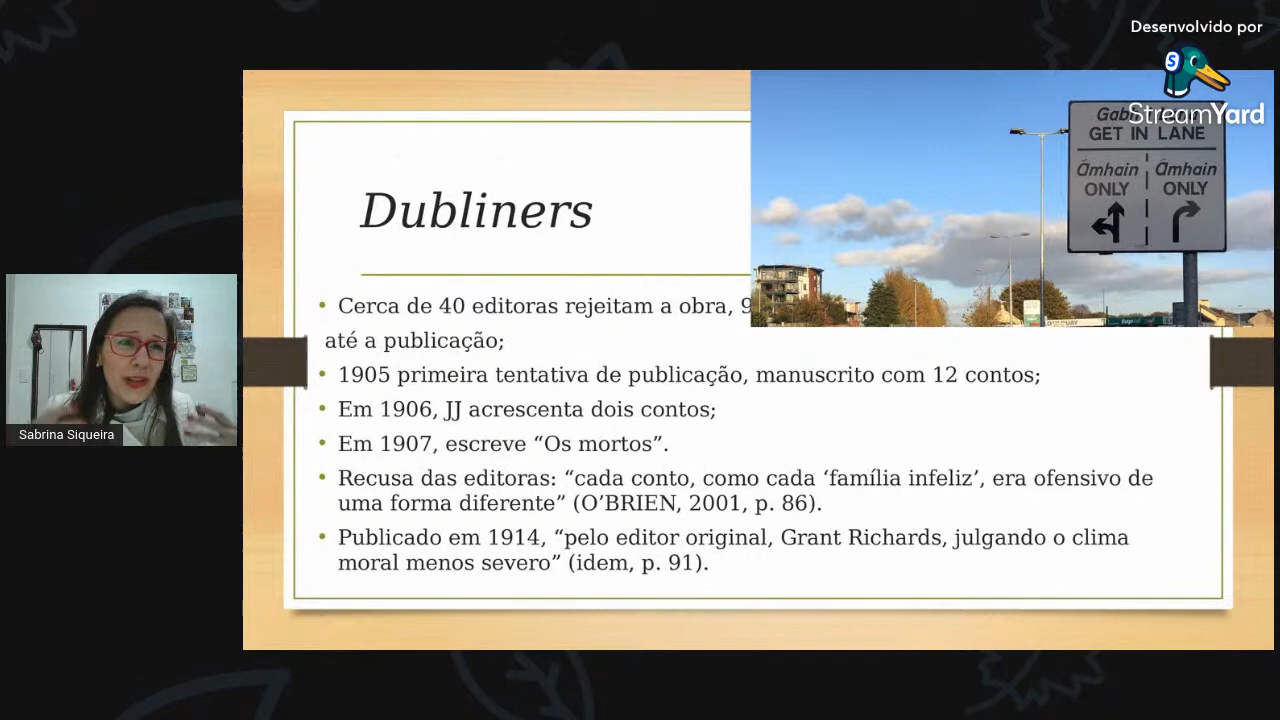 Desenvolvido por
StreamYard
GET IN LANE
Ámhain Ámhain
ONLY ONLY
Dubliners
• Cerca de 40 editoras rejeitam a obra, 9
até a publicação;
• 1905 primeira tentativa de publicação, manuscrito com 12 contos;
• Em 1906, JJ acrescenta dois contos;
• Em 1907, escreve “Os mortos”.
• Recusa das editoras: “cada conto, como cada ‘família infeliz’, era ofensivo de
uma forma diferente” (O’BRIEN, 2001, p. 86).
• Publicado em 1914, “pelo editor original, Grant Richards, julgando o clima
moral menos severo” (idem, p. 91).
Sabrina Siqueira